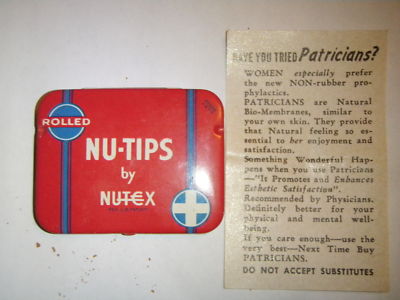 ROLLED
NU-TIPS
by
NUTEX
HAVE YOU TRIED Patricians?
WOMEN especially prefer
the new NON-rubber pro-
phylactics.
PATRICIANS are Natural
Bio-Membranes, similar to
your own skin. They provide
that Natural feeling so es-
sential to her enjoyment and
satisfaction.
Something Wonderful Hap-
pens when you use Patricians
—"It Promotes and Enhances
Esthetic Satisfaction".
Recommended by Physicians.
Definitely better for your
physical and mental well-
being.
If you care enough—use the
very best—Next Time Buy
PATRICIANS.
DO NOT ACCEPT SUBSTITUTES